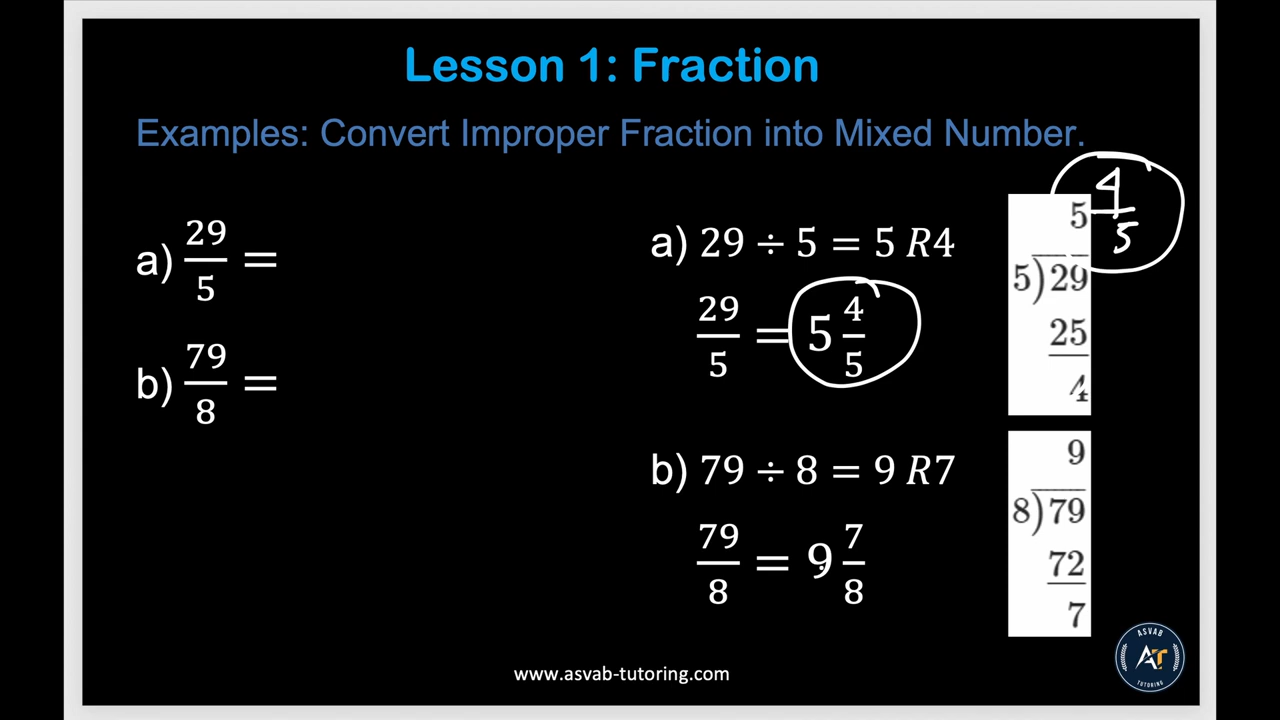 Lesson 1: Fraction
Examples: Convert Improper Fraction into Mixed Number.
a) 29/5 =
b) 79/8 =
a) 29 ÷ 5 = 5 R4
29/5 = 5 4/5
b) 79 ÷ 8 = 9 R7
79/8 = 9 7/8
5 4/5
5)29
25
4
9
8)79
72
7
www.asvab-tutoring.com
ASVAB
AT
TUTORING